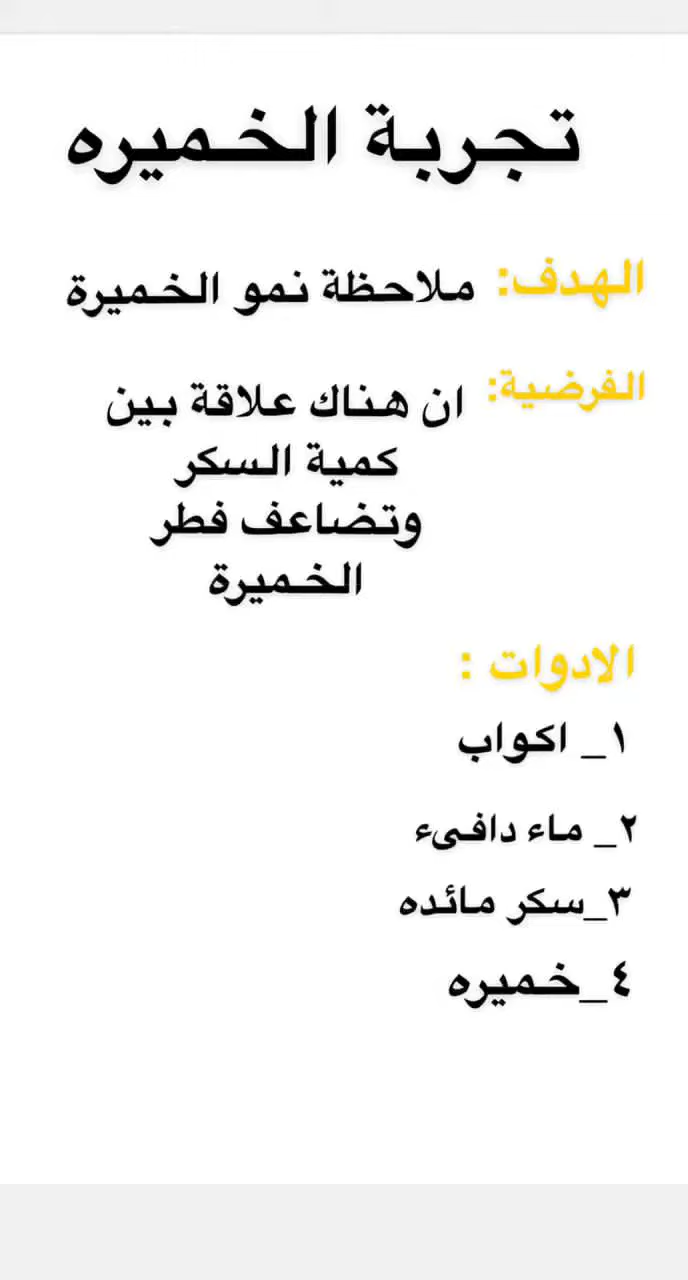 تجربة الخميره
الهدف: ملاحظة نمو الخميرة
الفرضية: ان هناك علاقة بين
كمية السكر
وتضاعف فطر
الخميرة
الادوات :
١_ اكواب
٢_ ماء دافىء
٣_سكر مائده
٤_خميره